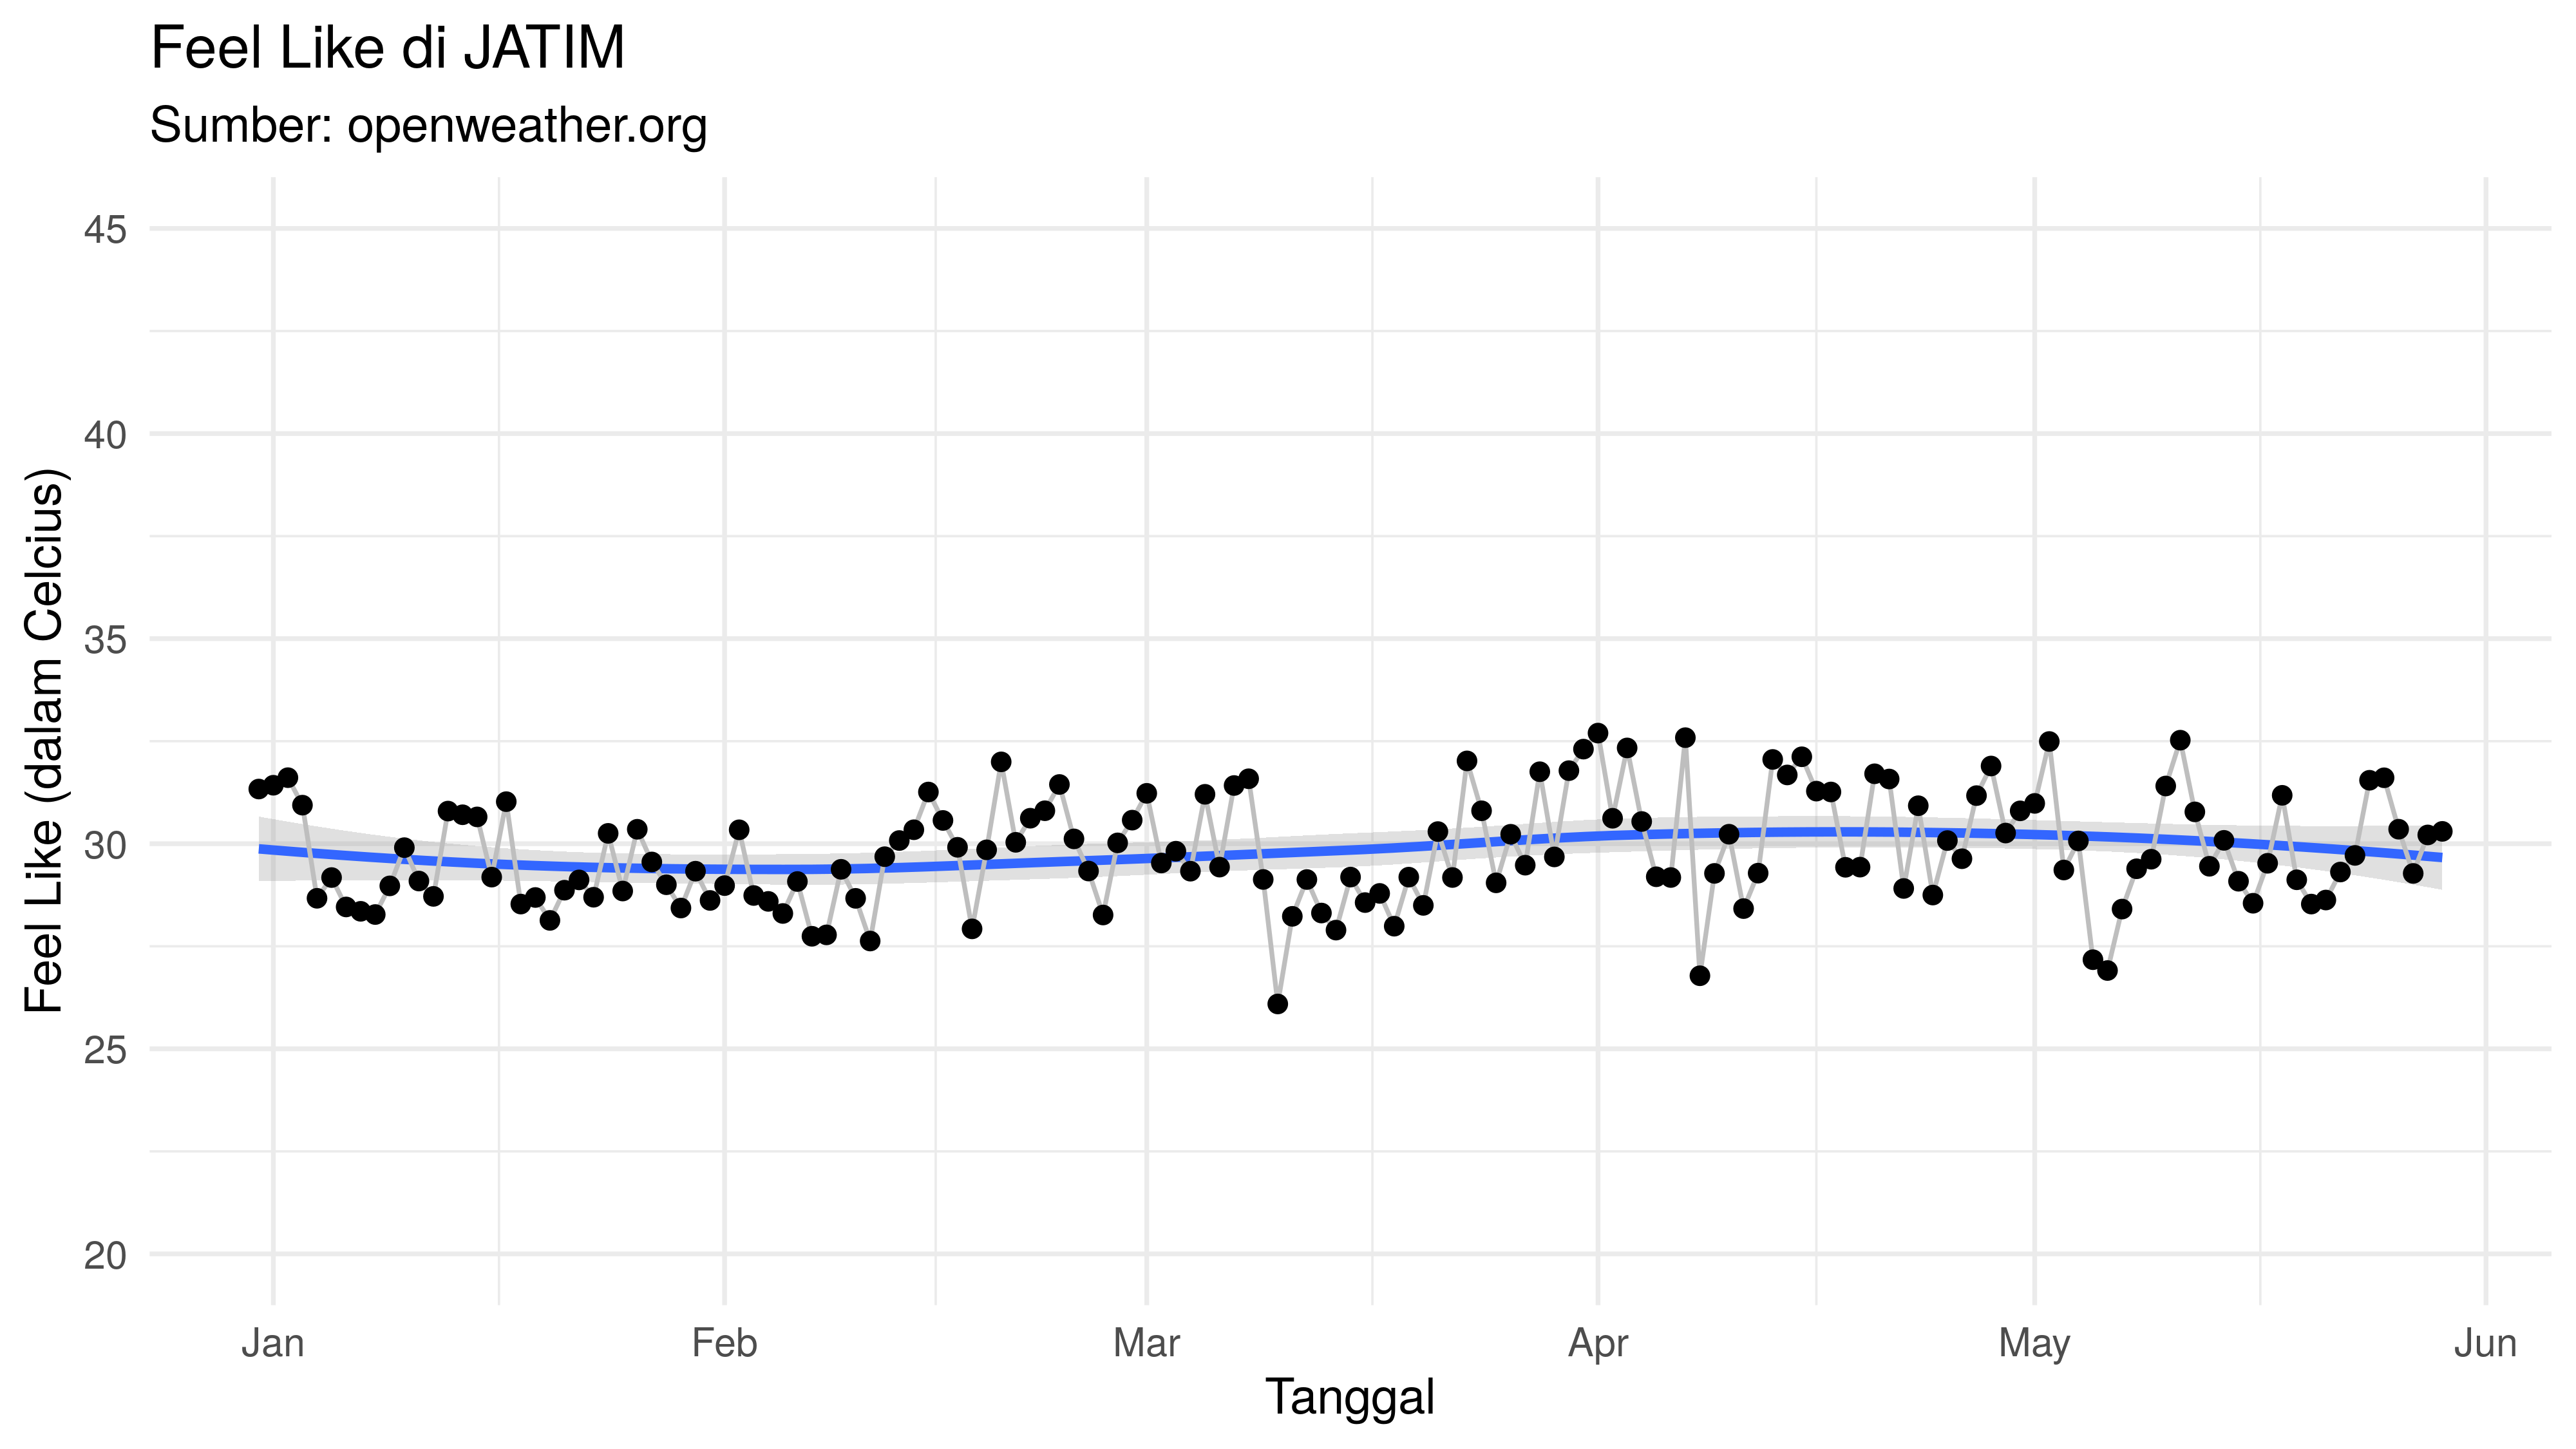 Feel Like di JATIM
Sumber: openweather.org
Feel Like (dalam Celcius)
45
40
35
30
25
20
Jan Feb Mar Apr May Jun
Tanggal